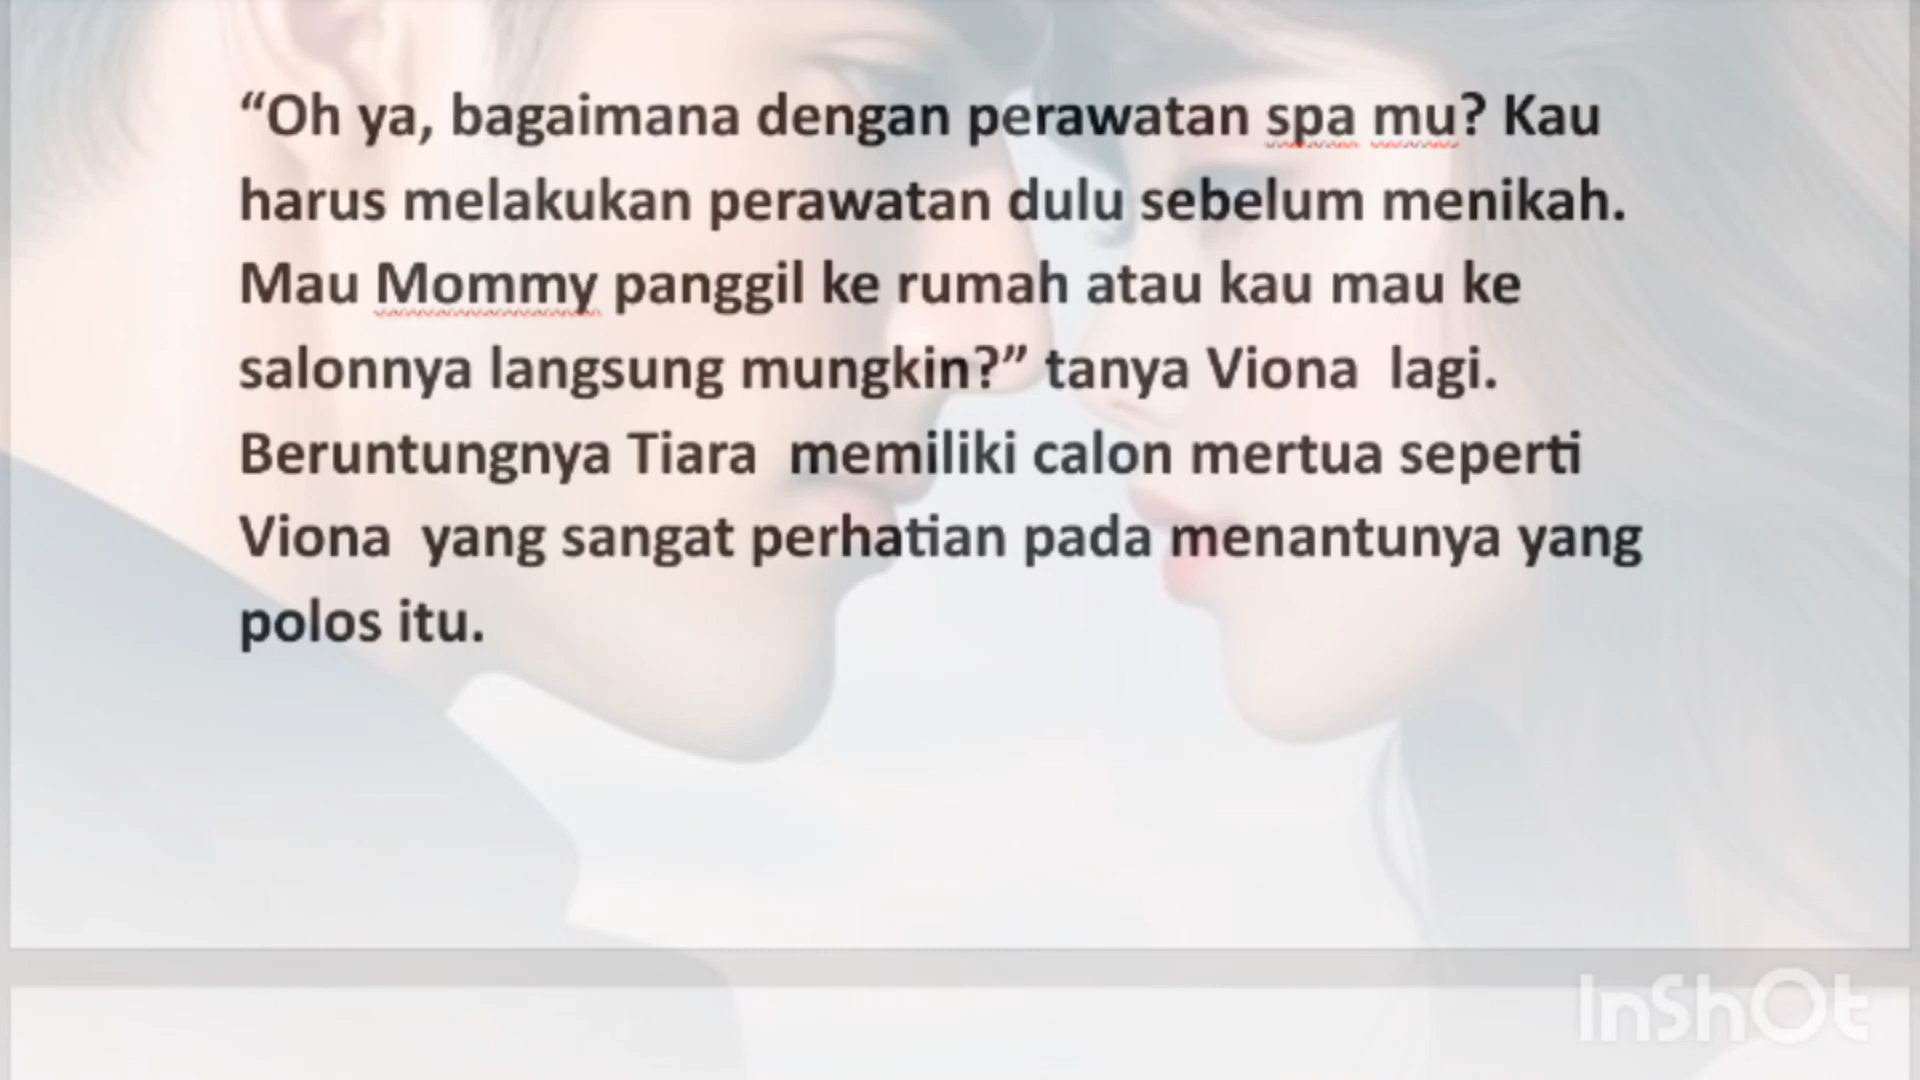 “Oh ya, bagaimana dengan perawatan spa mu? Kau
harus melakukan perawatan dulu sebelum menikah.
Mau Mommy panggil ke rumah atau kau mau ke
salonnya langsung mungkin?” tanya Viona  lagi.
Beruntungnya Tiara  memiliki calon mertua seperti
Viona  yang sangat perhatian pada menantunya yang
polos itu.
InShOt